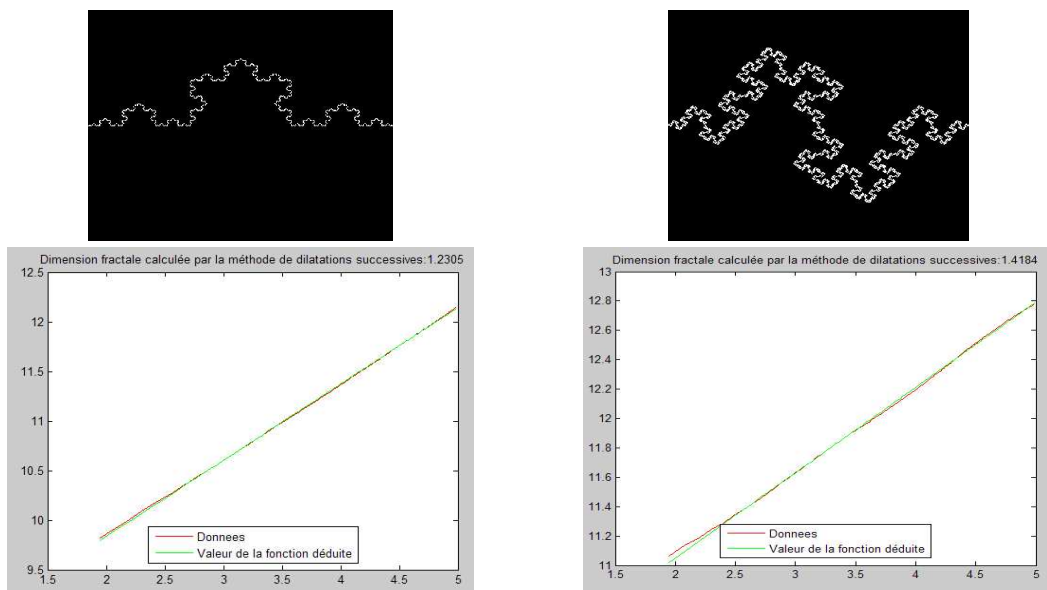 Dimension fractale calculée par la méthode de dilatations successives:1.2305
12.5
12
11.5
11
10.5
10
9.5
1.5 2 2.5 3 3.5 4 4.5 5
Donnees
Valeur de la fonction déduite
Dimension fractale calculée par la méthode de dilatations successives:1.4184
13
12.8
12.6
12.4
12.2
12
11.8
11.6
11.4
11.2
11
1.5 2 2.5 3 3.5 4 4.5 5
Donnees
Valeur de la fonction déduite